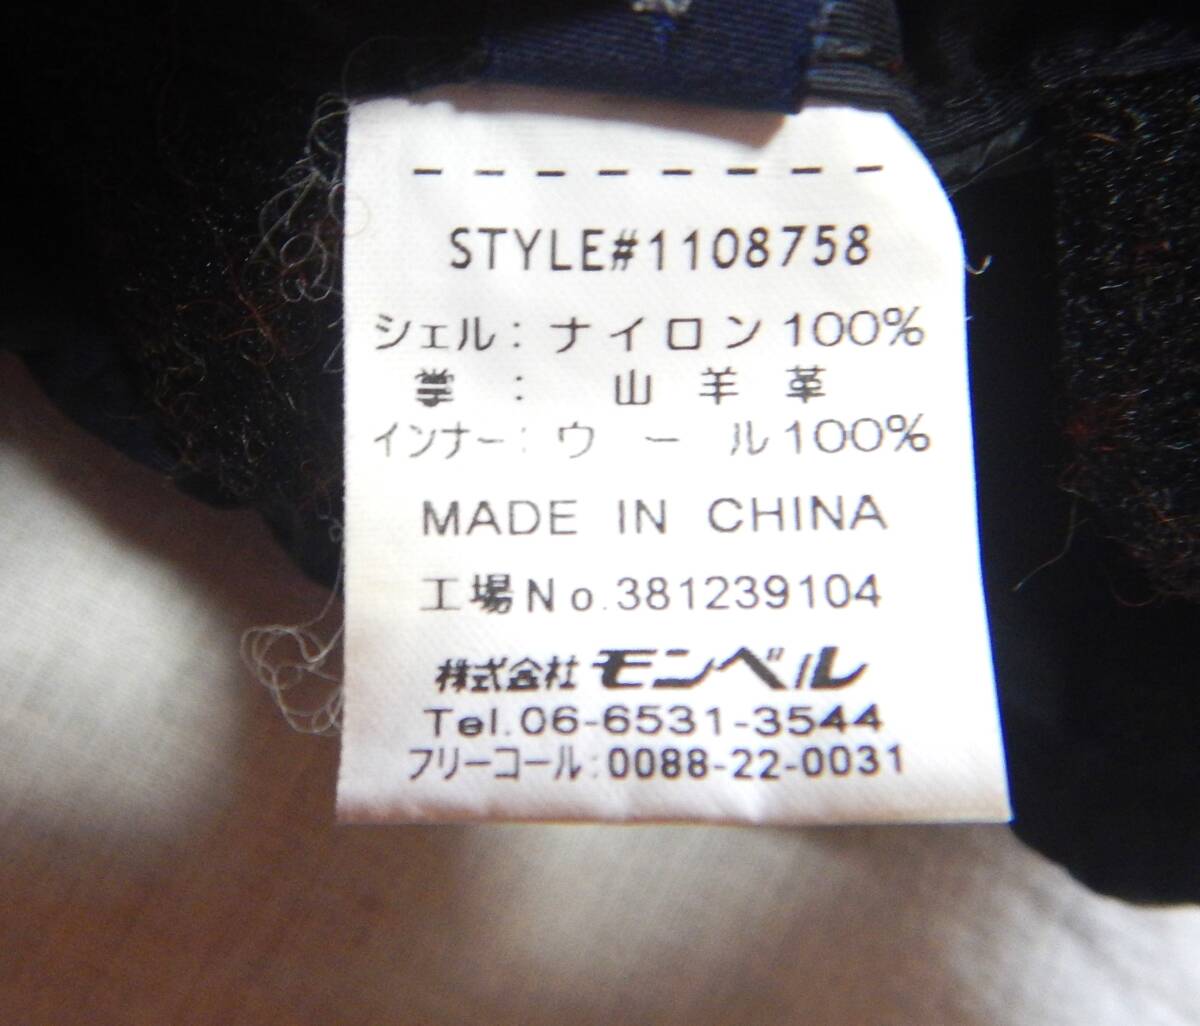 - - - - - - - - -
STYLE#1108758
シェル：ナイロン100%
掌：山羊革
インナー：ウール100%
MADE IN CHINA
工場No.381239104
株式会社モンベル
Tel.06-6531-3544
フリーコール：0088-22-0031